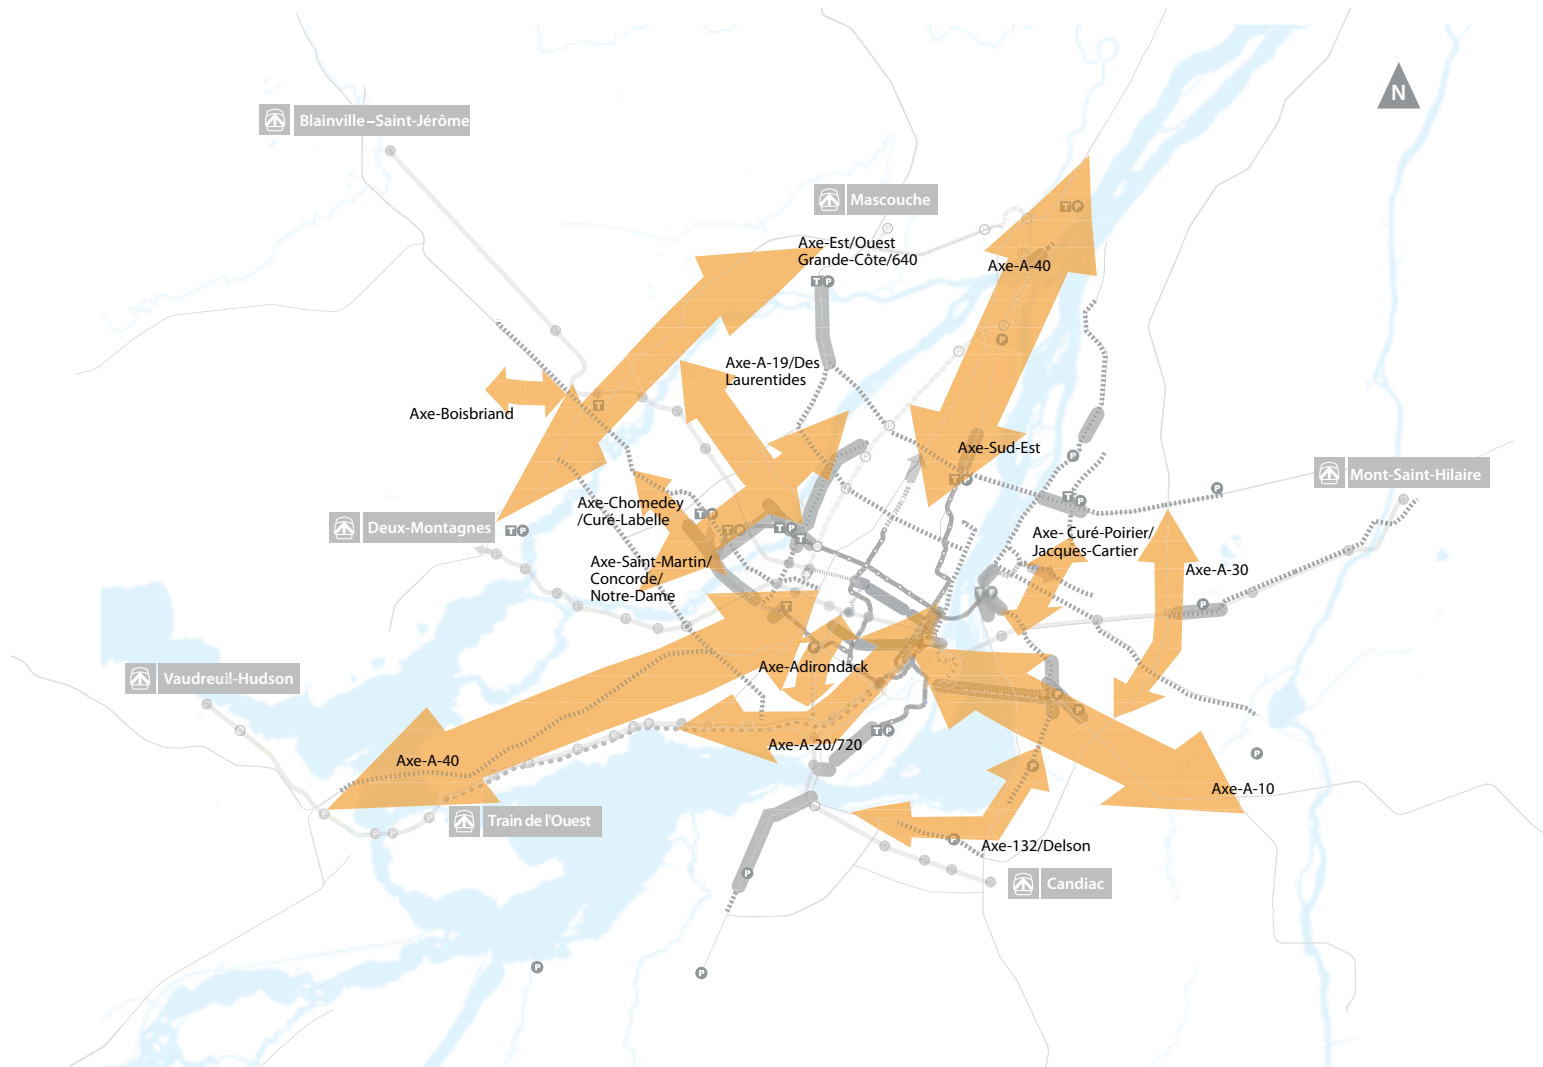 N
Blainville–Saint-Jérôme
Mascouche
Axe-Est/Ouest
Grande-Côte/640
T P
Axe-A-40
T P
P
Axe-A-19/Des
Laurentides
Axe-Boisbriand
T
Axe-Sud-Est
T P
P
Mont-Saint-Hilaire
P
T P
Axe-Chomedey
/Curé-Labelle
T P
T P
T P
T
Deux-Montagnes
T P
Axe- Curé-Poirier/
Jacques-Cartier
Axe-A-30
Axe-Saint-Martin/
Concorde/
Notre-Dame
T P
P
T
P
Axe-Adirondack
Vaudreuil-Hudson
P
P
T P
Axe-A-20/720
P
Axe-A-40
P
Axe-A-10
Train de l'Ouest
P
Axe-132/Delson
P
Candiac
P
P